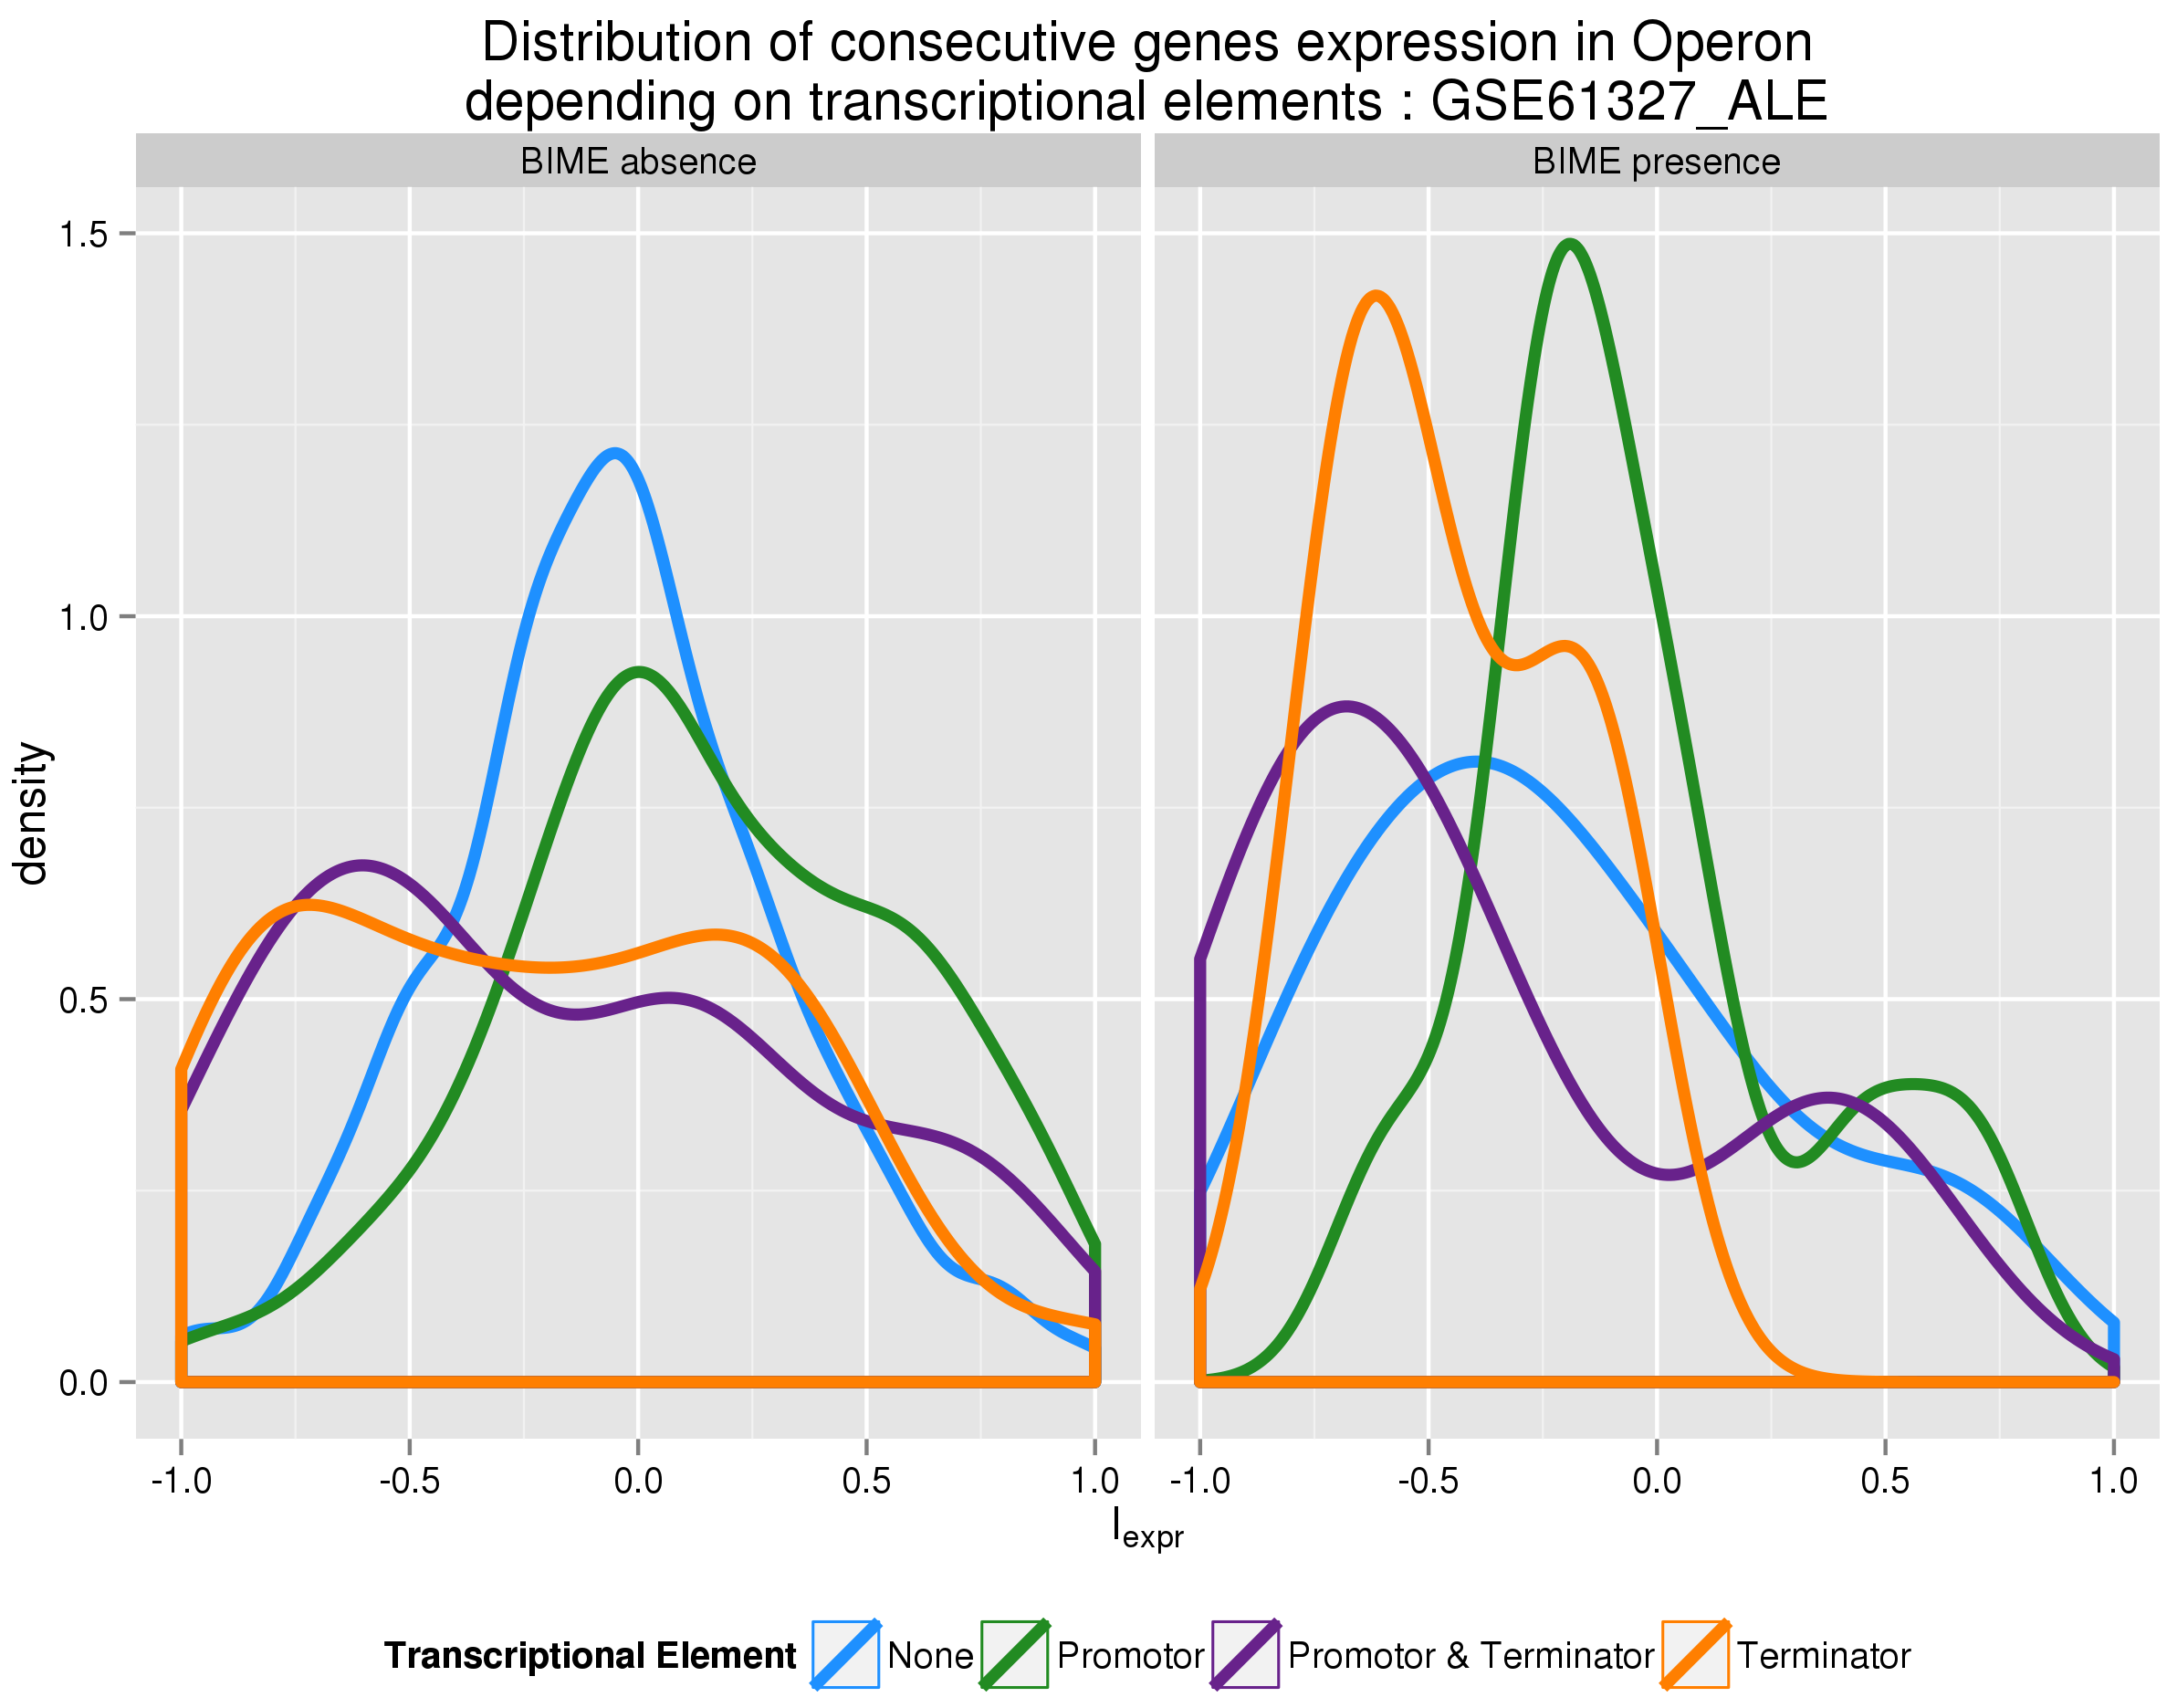 Distribution of consecutive genes expression in Operon
depending on transcriptional elements : GSE61327_ALE
BIME absence
BIME presence
density
1.5
1.0
0.5
0.0
-1.0 -0.5 0.0 0.5 1.0
-1.0 -0.5 0.0 0.5 1.0
I_expr
Transcriptional Element None Promotor Promotor & Terminator Terminator